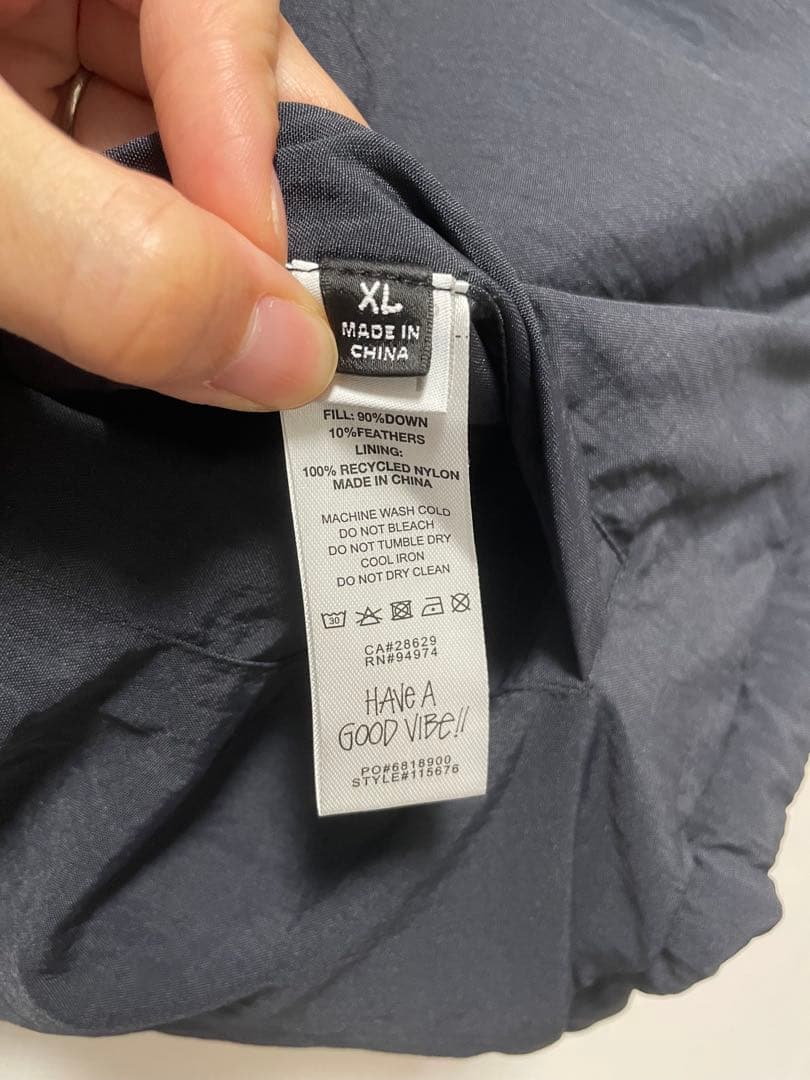 XL
MADE IN
CHINA
FILL: 90%DOWN
10%FEATHERS
LINING:
100% RECYCLED NYLON
MADE IN CHINA
MACHINE WASH COLD
DO NOT BLEACH
DO NOT TUMBLE DRY
COOL IRON
DO NOT DRY CLEAN
30
CA#28629
RN#94974
HAVE A
GOOD VIBE!!
PO#6818900
STYLE#115676